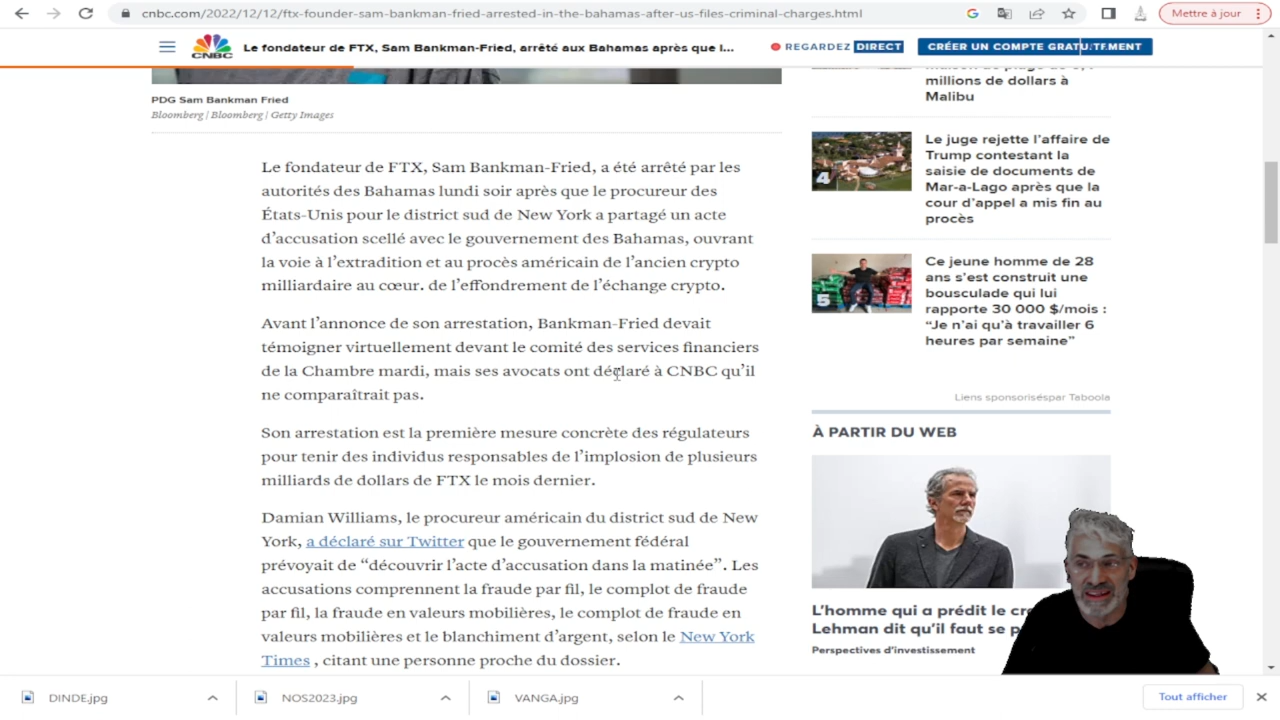 cnbc.com/2022/12/12/ftx-founder-sam-bankman-fried-arrested-in-the-bahamas-after-us-files-criminal-charges.html
Mettre à jour
CNBC
Le fondateur de FTX, Sam Bankman-Fried, arrêté aux Bahamas après que l...
REGARDEZ DIRECT
CRÉER UN COMPTE
PDG Sam Bankman Fried
Bloomberg | Bloomberg | Getty Images
Le fondateur de FTX, Sam Bankman-Fried, a été arrêté par les
autorités des Bahamas lundi soir après que le procureur des
États-Unis pour le district sud de New York a partagé un acte
d’accusation scellé avec le gouvernement des Bahamas, ouvrant
la voie à l’extradition et au procès américain de l’ancien crypto
milliardaire au cœur. de l’effondrement de l’échange crypto.
Avant l’annonce de son arrestation, Bankman-Fried devait
témoigner virtuellement devant le comité des services financiers
de la Chambre mardi, mais ses avocats ont déclaré à CNBC qu’il
ne comparaîtrait pas.
Son arrestation est la première mesure concrète des régulateurs
pour tenir des individus responsables de l’implosion de plusieurs
milliards de dollars de FTX le mois dernier.
Damian Williams, le procureur américain du district sud de New
York, a déclaré sur Twitter que le gouvernement fédéral
prévoyait de “découvrir l’acte d’accusation dans la matinée”. Les
accusations comprennent la fraude par fil, le complot de fraude
par fil, la fraude en valeurs mobilières, le complot de fraude en
valeurs mobilières et le blanchiment d’argent, selon le New York
Times , citant une personne proche du dossier.
millions de dollars à
Malibu
4
Le juge rejette l’affaire de
Trump contestant la
saisie de documents de
Mar-a-Lago après que la
cour d’appel a mis fin au
procès
5
Ce jeune homme de 28
ans s’est construit une
bousculade qui lui
rapporte 30 000 $/mois :
“Je n’ai qu’à travailler 6
heures par semaine”
Liens sponsoriséspar Taboola
À PARTIR DU WEB
L’homme qui a prédit le
Lehman dit qu’il faut se
Perspectives d’investissement
DINDE.jpg
NOS2023.jpg
VANGA.jpg
Tout afficher